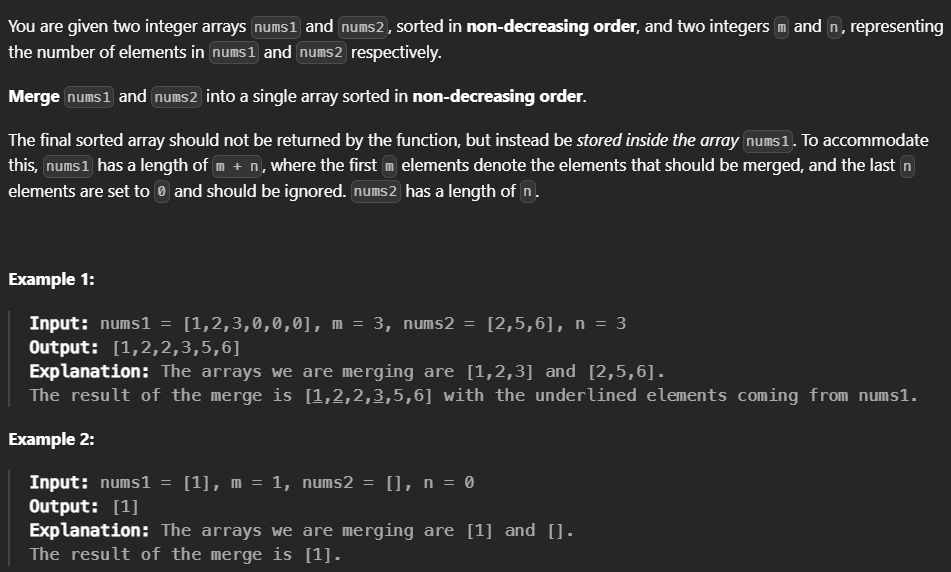 You are given two integer arrays nums1 and nums2, sorted in non-decreasing order, and two integers m and n, representing
the number of elements in nums1 and nums2 respectively.
Merge nums1 and nums2 into a single array sorted in non-decreasing order.
The final sorted array should not be returned by the function, but instead be stored inside the array nums1. To accommodate
this, nums1 has a length of m + n, where the first m elements denote the elements that should be merged, and the last n
elements are set to 0 and should be ignored. nums2 has a length of n.
Example 1:
Input: nums1 = [1,2,3,0,0,0], m = 3, nums2 = [2,5,6], n = 3
Output: [1,2,2,3,5,6]
Explanation: The arrays we are merging are [1,2,3] and [2,5,6].
The result of the merge is [1,2,2,3,5,6] with the underlined elements coming from nums1.
Example 2:
Input: nums1 = [1], m = 1, nums2 = [], n = 0
Output: [1]
Explanation: The arrays we are merging are [1] and [].
The result of the merge is [1].